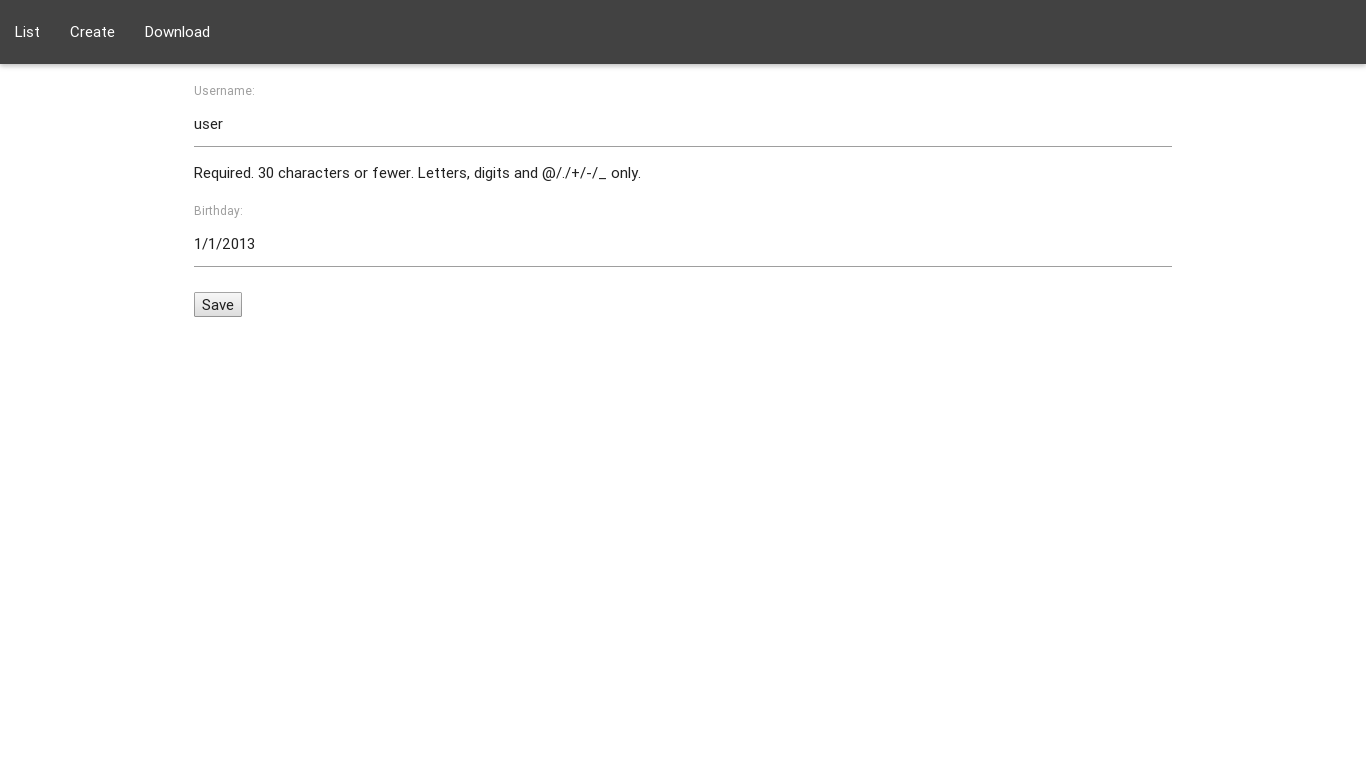 List Create Download
Username:
user
Required. 30 characters or fewer. Letters, digits and @/./+/-/_ only.
Birthday:
1/1/2013
Save